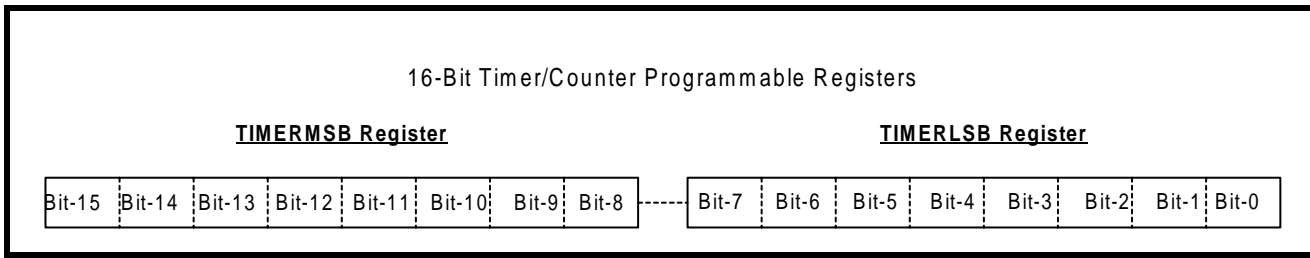 16-Bit Timer/Counter Programmable Registers
TIMERMSB Register TIMERLSB Register
Bit-15 Bit-14 Bit-13 Bit-12 Bit-11 Bit-10 Bit-9 Bit-8 Bit-7 Bit-6 Bit-5 Bit-4 Bit-3 Bit-2 Bit-1 Bit-0